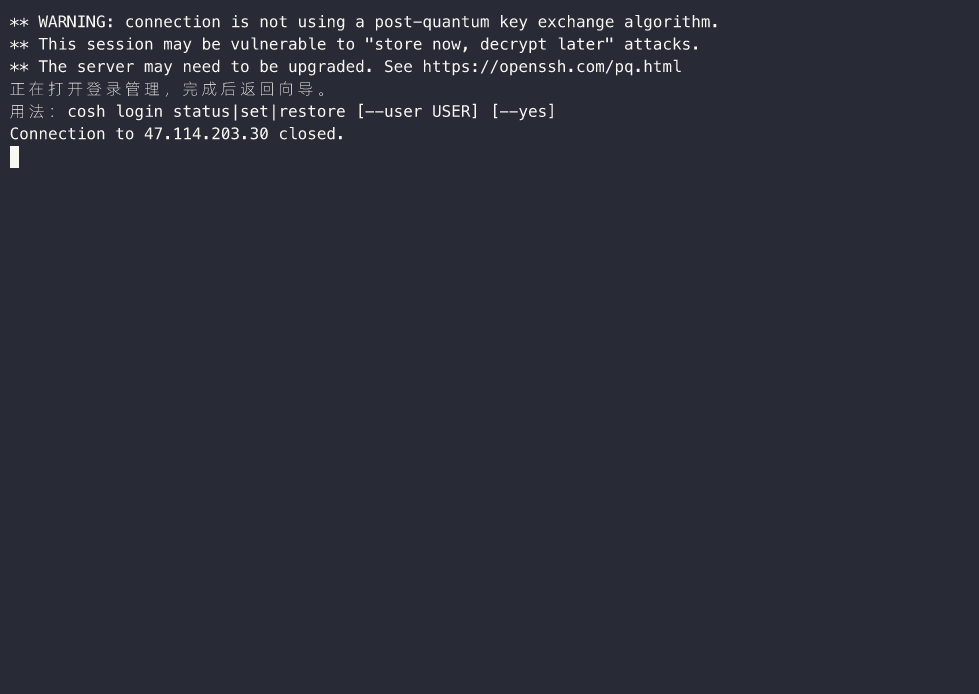 ** WARNING: connection is not using a post-quantum key exchange algorithm.
** This session may be vulnerable to "store now, decrypt later" attacks.
** The server may need to be upgraded. See https://openssh.com/pq.html
正在打开登录管理，完成后返回向导。
用法：cosh login status|set|restore [--user USER] [--yes]
Connection to 47.114.203.30 closed.